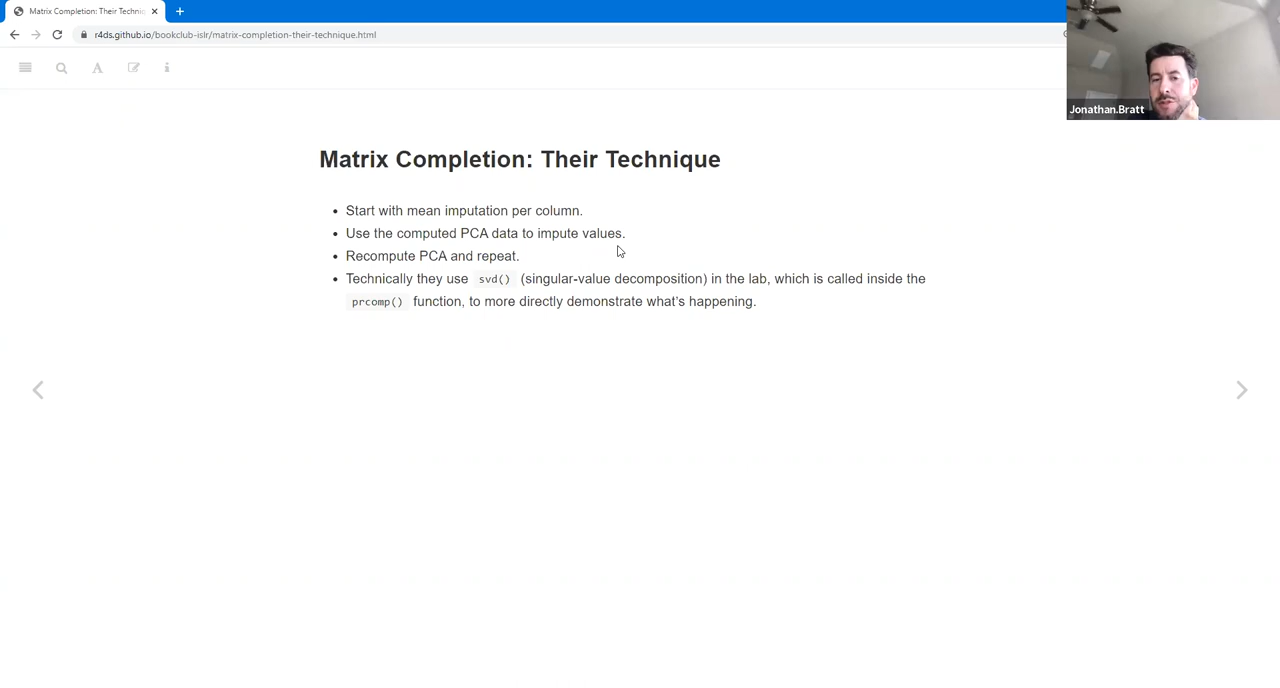 Matrix Completion: Their Techni
r4ds.github.io/bookclub-islr/matrix-completion-their-technique.html
Jonathan.Bratt
Matrix Completion: Their Technique
• Start with mean imputation per column.
• Use the computed PCA data to impute values.
• Recompute PCA and repeat.
• Technically they use svd() (singular-value decomposition) in the lab, which is called inside the
prcomp() function, to more directly demonstrate what's happening.